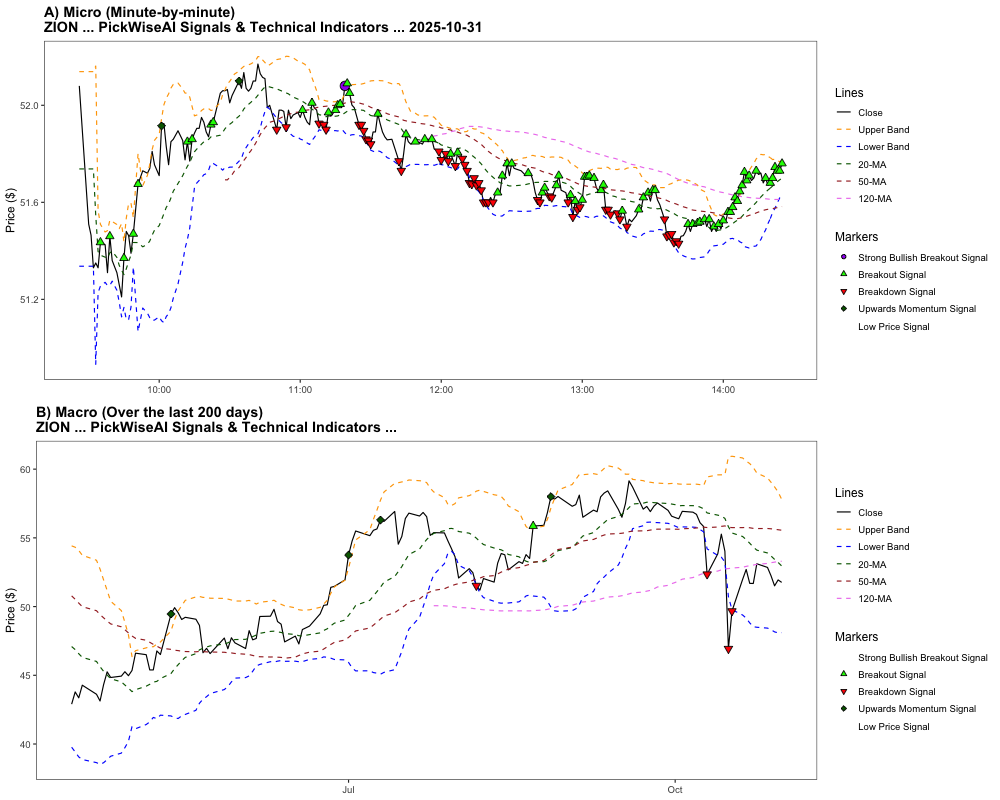 A) Micro (Minute-by-minute)
ZION ... PickWiseAI Signals & Technical Indicators ... 2025-10-31
Price ($)
52.0
51.6
51.2
10:00
11:00
12:00
13:00
14:00
Lines
Close
Upper Band
Lower Band
20-MA
50-MA
120-MA
Markers
Strong Bullish Breakout Signal
Breakout Signal
Breakdown Signal
Upwards Momentum Signal
Low Price Signal
B) Macro (Over the last 200 days)
ZION ... PickWiseAI Signals & Technical Indicators ...
Price ($)
60
55
50
45
40
Jul
Oct
Lines
Close
Upper Band
Lower Band
20-MA
50-MA
120-MA
Markers
Strong Bullish Breakout Signal
Breakout Signal
Breakdown Signal
Upwards Momentum Signal
Low Price Signal